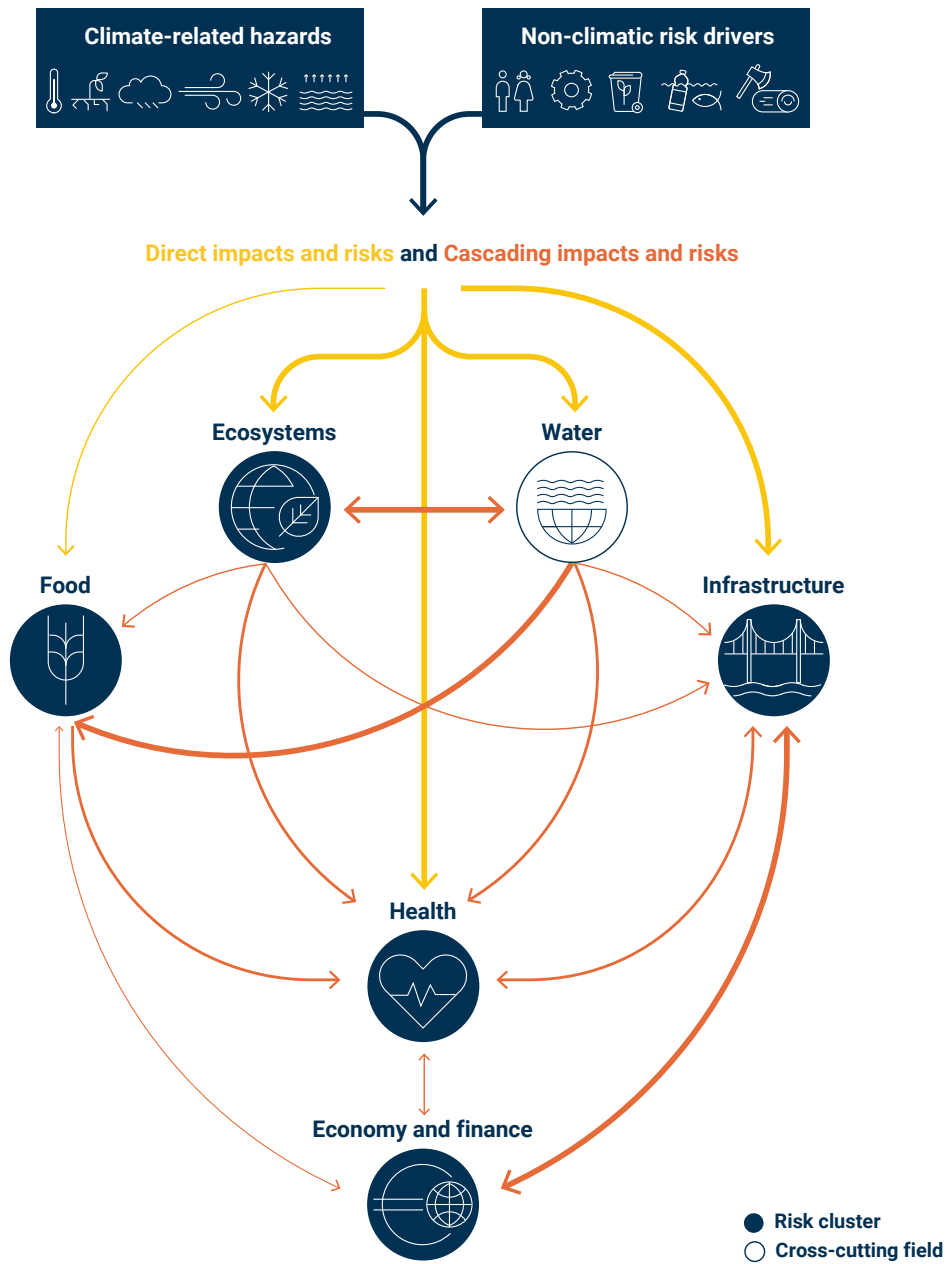 Climate-related hazards
Non-climatic risk drivers
Direct impacts and risks and Cascading impacts and risks
Ecosystems
Water
Food
Infrastructure
Health
Economy and finance
Risk cluster
Cross-cutting field